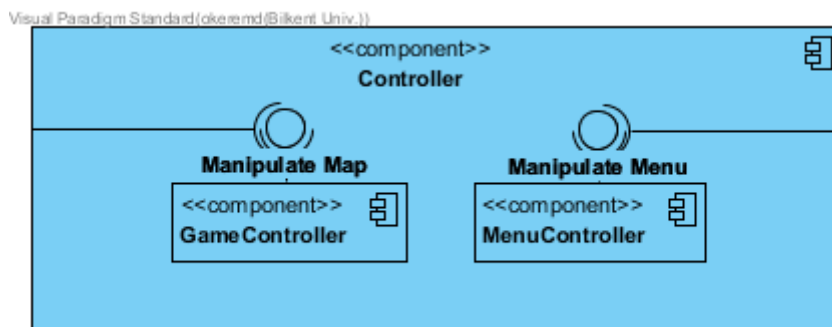 Visual Paradigm Standard(okeremd(Bilkent Univ.))
<<component>>
Controller
Manipulate Map
Manipulate Menu
<<component>>
GameController
<<component>>
MenuController